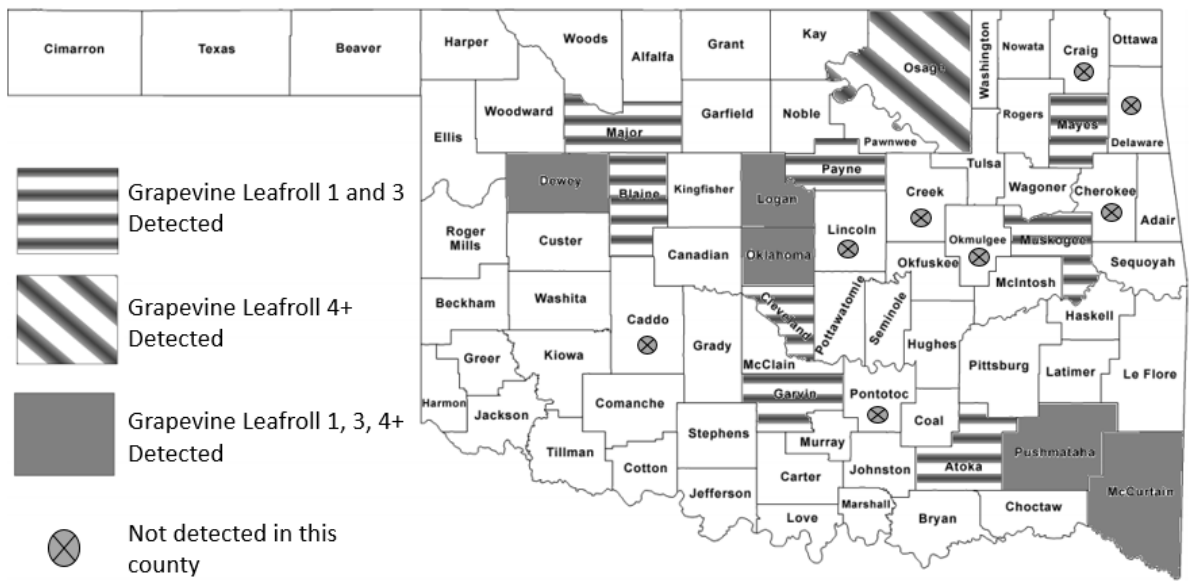 Cimarron
Texas
Beaver
Harper
Woods
Alfalfa
Grant
Kay
Osage
Washington
Nowata
Craig
Ottawa
Woodward
Ellis
Major
Garfield
Noble
Pawnwee
Rogers
Mayes
Delaware
Tulsa
Grapevine Leafroll 1 and 3
Detected
Dewey
Blaine
Kingfisher
Logan
Payne
Creek
Wagoner
Cherokee
Adair
Roger
Mills
Custer
Canadian
Oklahoma
Lincoln
Okmulgee
Muskogee
Okfuskee
Sequoyah
McIntosh
Grapevine Leafroll 4+
Detected
Beckham
Washita
Caddo
Grady
Cleveland
Pottawatomie
Seminole
Hughes
Haskell
Greer
Kiowa
McClain
Pittsburg
Latimer
Le Flore
Grapevine Leafroll 1, 3, 4+
Detected
Harmon
Jackson
Comanche
Garvin
Pontotoc
Coal
Stephens
Murray
Tillman
Cotton
Carter
Johnston
Atoka
Pushmataha
McCurtain
Jefferson
Love
Marshall
Bryan
Choctaw
Not detected in this
county